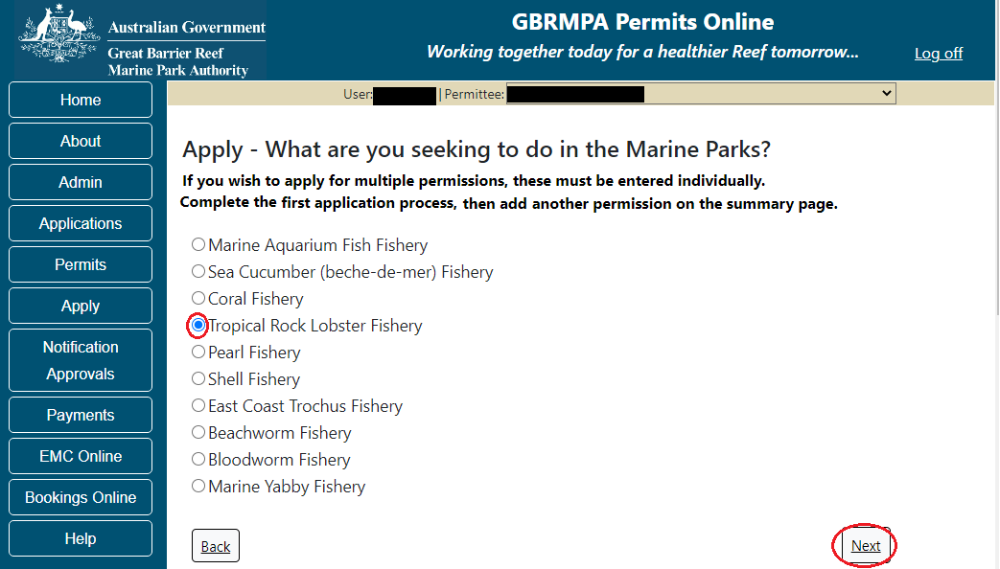 Australian Government
Great Barrier Reef
Marine Park Authority
GBRMPA Permits Online
Working together today for a healthier Reef tomorrow...
Log off
User: | Permittee:
Home
About
Admin
Applications
Permits
Apply
Notification
Approvals
Payments
EMC Online
Bookings Online
Help
Apply - What are you seeking to do in the Marine Parks?
If you wish to apply for multiple permissions, these must be entered individually.
Complete the first application process, then add another permission on the summary page.
Marine Aquarium Fish Fishery
Sea Cucumber (beche-de-mer) Fishery
Coral Fishery
Tropical Rock Lobster Fishery
Pearl Fishery
Shell Fishery
East Coast Trochus Fishery
Beachworm Fishery
Bloodworm Fishery
Marine Yabby Fishery
Back
Next